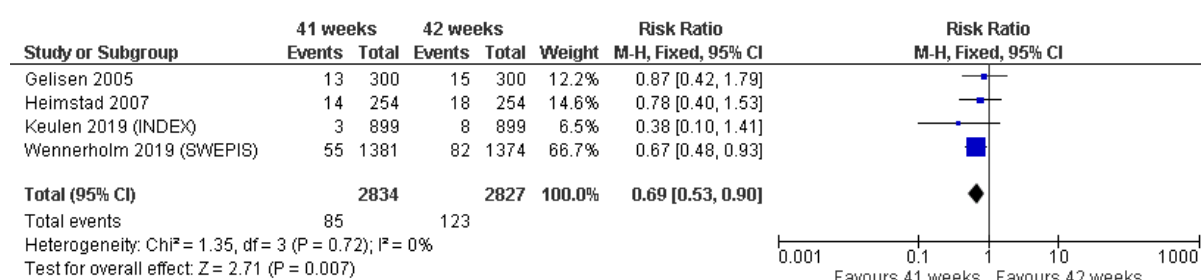 41 weeks 42 weeks Risk Ratio Risk Ratio
Study or Subgroup Events Total Events Total Weight M-H, Fixed, 95% CI M-H, Fixed, 95% CI
Gelisen 2005 13 300 15 300 12.2% 0.87 [0.42, 1.79]
Heimstad 2007 14 254 18 254 14.6% 0.78 [0.40, 1.53]
Keulen 2019 (INDEX) 3 899 8 899 6.5% 0.38 [0.10, 1.41]
Wennerholm 2019 (SWEPIS) 55 1381 82 1374 66.7% 0.67 [0.48, 0.93]
Total (95% CI) 2834 2827 100.0% 0.69 [0.53, 0.90]
Total events 85 123
Heterogeneity: Chi² = 1.35, df = 3 (P = 0.72); I² = 0%
Test for overall effect: Z = 2.71 (P = 0.007)
0.001 0.1 1 10 1000
Favours 41 weeks Favours 42 weeks